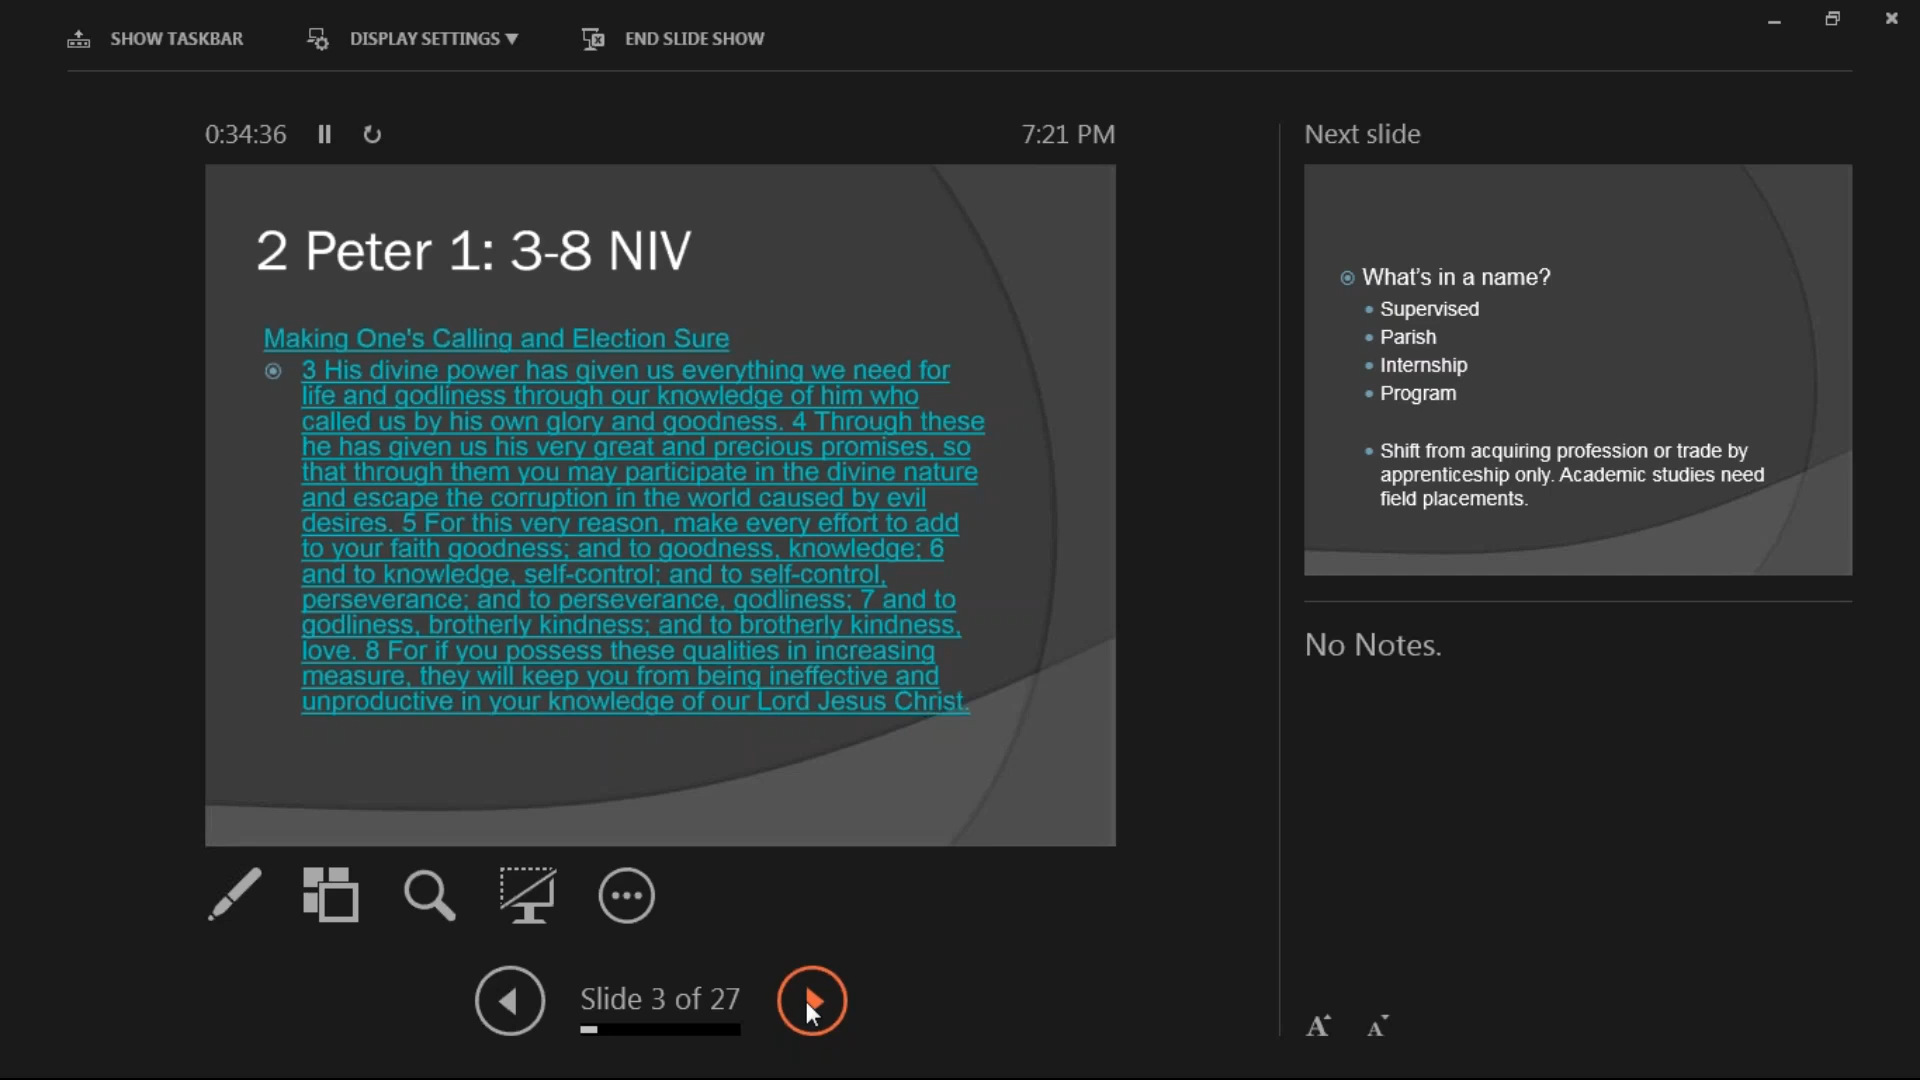 SHOW TASKBAR
DISPLAY SETTINGS ▼
END SLIDE SHOW
0:34:36
7:21 PM
2 Peter 1: 3-8 NIV
Making One's Calling and Election Sure
3 His divine power has given us everything we need for
life and godliness through our knowledge of him who
called us by his own glory and goodness. 4 Through these
he has given us his very great and precious promises, so
that through them you may participate in the divine nature
and escape the corruption in the world caused by evil
desires. 5 For this very reason, make every effort to add
to your faith goodness; and to goodness, knowledge; 6
and to knowledge, self-control; and to self-control,
perseverance; and to perseverance, godliness; 7 and to
godliness, brotherly kindness; and to brotherly kindness,
love. 8 For if you possess these qualities in increasing
measure, they will keep you from being ineffective and
unproductive in your knowledge of our Lord Jesus Christ.
Slide 3 of 27
Next slide
What's in a name?
Supervised
Parish
Internship
Program
Shift from acquiring profession or trade by
apprenticeship only. Academic studies need
field placements.
No Notes.
A A